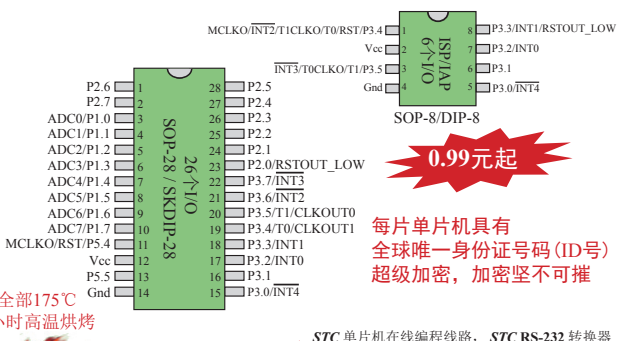 MCLKO/INT2/T1CLKO/T0/RST/P3.4 1
Vcc 2
INT3/T0CLKO/T1/P3.5 3
Gnd 4
ISP/IAP
6个I/O
8 P3.3/INT1/RSTOUT_LOW
7 P3.2/INT0
6 P3.1
5 P3.0/INT4
SOP-8/DIP-8
P2.6 1
P2.7 2
ADC0/P1.0 3
ADC1/P1.1 4
ADC2/P1.2 5
ADC3/P1.3 6
ADC4/P1.4 7
ADC5/P1.5 8
ADC6/P1.6 9
ADC7/P1.7 10
MCLKO/RST/P5.4 11
Vcc 12
P5.5 13
Gnd 14
26个I/O
SOP-28 / SKDIP-28
28 P2.5
27 P2.4
26 P2.3
25 P2.2
24 P2.1
23 P2.0/RSTOUT_LOW
22 P3.7/INT3
21 P3.6/INT2
20 P3.5/T1/CLKOUT0
19 P3.4/T0/CLKOUT1
18 P3.3/INT1
17 P3.2/INT0
16 P3.1
15 P3.0/INT4
0.99元起
每片单片机具有
全球唯一身份证号码(ID号)
超级加密，加密坚不可摧
全部175℃
小时高温烘烤
STC 单片机在线编程线路， STC RS-232 转换器